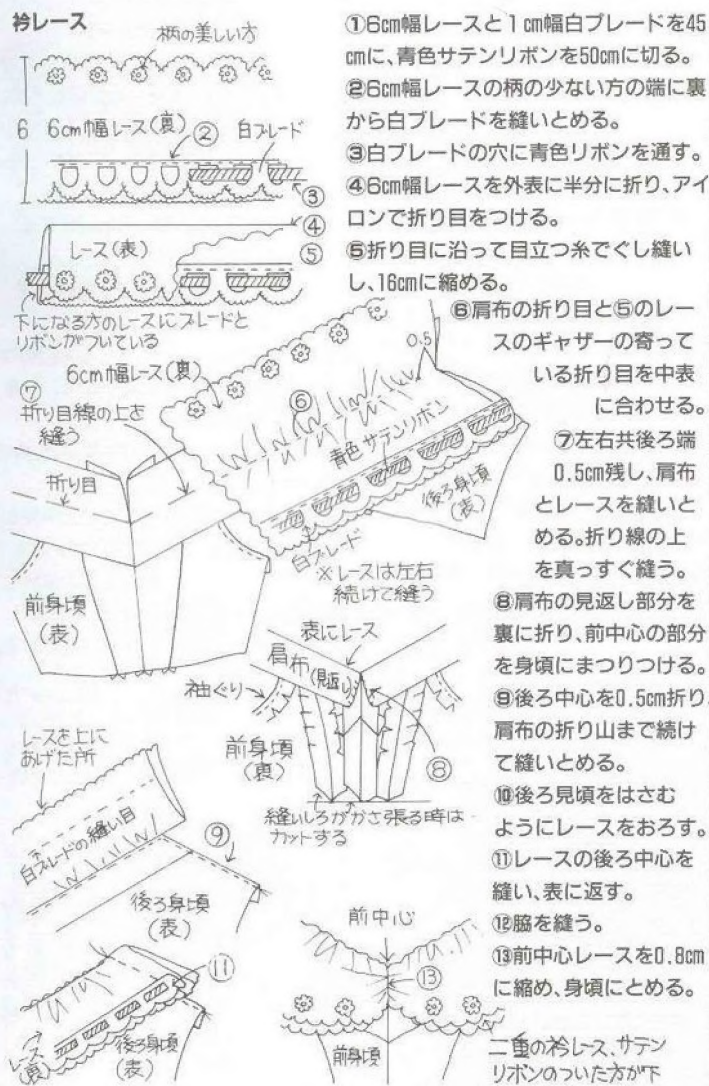 衿レース
柄の美しい方
6
6cm幅レース(裏)
②
白ブレード
③
④
⑤
レース(表)
下になる方のレースにブレードと
リボンがついている
①6cm幅レースと1cm幅白ブレードを45
cmに、青色サテンリボンを50cmに切る。
②6cm幅レースの柄の少ない方の端に裏
から白ブレードを縫いとめる。
③白ブレードの穴に青色リボンを通す。
④6cm幅レースを外表に半分に折り、アイ
ロンで折り目をつける。
⑤折り目に沿って目立つ糸でぐし縫い
し、16cmに縮める。
⑥肩布の折り目と⑤のレー
スのギャザーの寄って
いる折り目を中表
に合わせる。
⑦左右共後ろ端
0.5cm残し、肩布
とレースを縫いと
める。折り線の上
を真っすぐ縫う。
⑧肩布の見返し部分を
裏に折り、前中心の部分
を身頃にまつりつける。
⑨後ろ中心を0.5cm折り、
肩布の折り山まで続け
て縫いとめる。
⑩後ろ見頃をはさむ
ようにレースをおろす。
⑪レースの後ろ中心を
縫い、表に返す。
⑫脇を縫う。
⑬前中心レースを0.8cm
に縮め、身頃にとめる。
6cm幅レース(裏)
⑥
0.5
⑦
折り目線の上を
縫う
折り目
青色サテンリボン
後ろ身頃
(表)
白ブレード
※レースは左右
続けて縫う
前身頃
(表)
表にレース
肩布(見返し)
袖ぐり
前身頃
(裏)
⑧
縫いしろがかさ張る時は
カットする
レースを上に
あげた所
白ブレードの縫い目
⑨
後ろ身頃
(表)
⑪
レース(裏)
後ろ身頃
(表)
前中心
⑬
前身頃
二重の衿レース、サテン
リボンのついた方が下